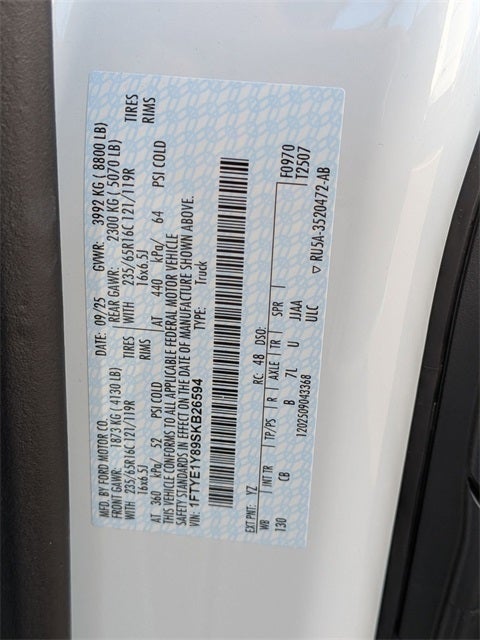 MFD. BY FORD MOTOR CO.
DATE: 09/25 GVWR: 3992 KG ( 8800 LB)
FRONT GAWR: 1873 KG ( 4130 LB) REAR GAWR: 2300 KG ( 5070 LB)
WITH 235/65R16C 121/119R TIRES WITH 235/65R16C 121/119R TIRES
16x6.5J RIMS 16x6.5J RIMS
AT 360 kPa/ 52 PSI COLD AT 440 kPa/ 64 PSI COLD
THIS VEHICLE CONFORMS TO ALL APPLICABLE FEDERAL MOTOR VEHICLE
SAFETY STANDARDS IN EFFECT ON THE DATE OF MANUFACTURE SHOWN ABOVE.
VIN: 1FTYE1Y89SKB26594 TYPE: Truck
F0970
T2507
EXT PNT: YZ RC: 48 DSO:
WB INT TR TP/PS R AXLE TR SPR
130 CB B 7L U UJAA
ULC
1202509043368 ▽ RU5A-3520472-AB